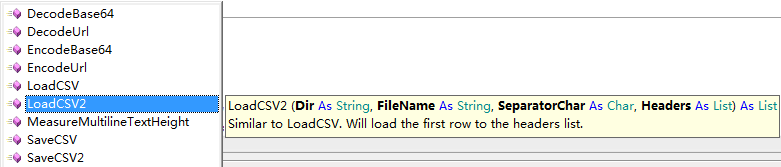 DecodeBase64
DecodeUrl
EncodeBase64
EncodeUrl
LoadCSV
LoadCSV2
MeasureMultilineTextHeight
SaveCSV
SaveCSV2
LoadCSV2 (Dir As String, FileName As String, SeparatorChar As Char, Headers As List) As List
Similar to LoadCSV. Will load the first row to the headers list.